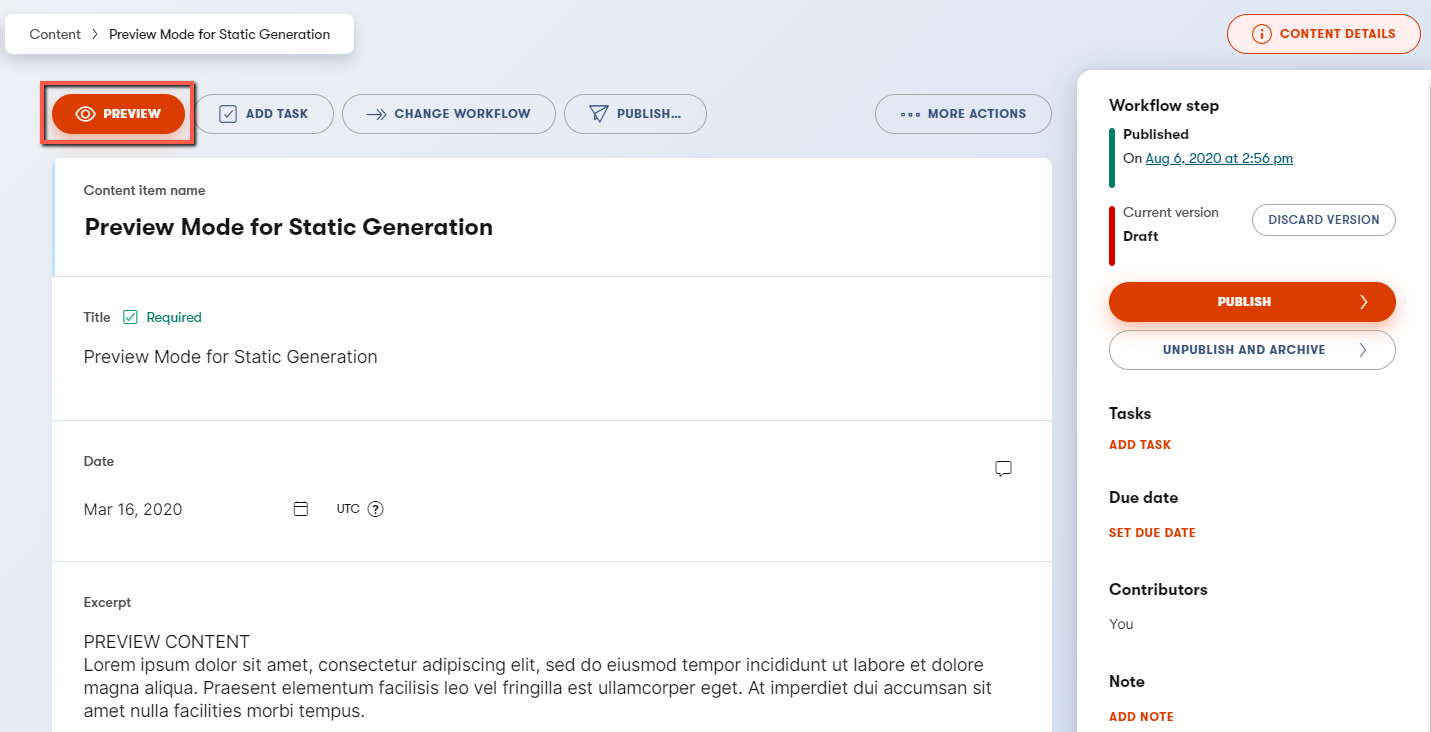 Content > Preview Mode for Static Generation
CONTENT DETAILS
PREVIEW
ADD TASK
CHANGE WORKFLOW
PUBLISH...
MORE ACTIONS
Content item name
Preview Mode for Static Generation
Title Required
Preview Mode for Static Generation
Date
Mar 16, 2020 UTC ?
Excerpt
PREVIEW CONTENT
Lorem ipsum dolor sit amet, consectetur adipiscing elit, sed do eiusmod tempor incididunt ut labore et dolore
magna aliqua. Praesent elementum facilisis leo vel fringilla est ullamcorper eget. At imperdiet dui accumsan sit
amet nulla facilities morbi tempus.
Workflow step
Published
On Aug 6, 2020 at 2:56 pm
Current version
Draft
DISCARD VERSION
PUBLISH
UNPUBLISH AND ARCHIVE
Tasks
ADD TASK
Due date
SET DUE DATE
Contributors
You
Note
ADD NOTE